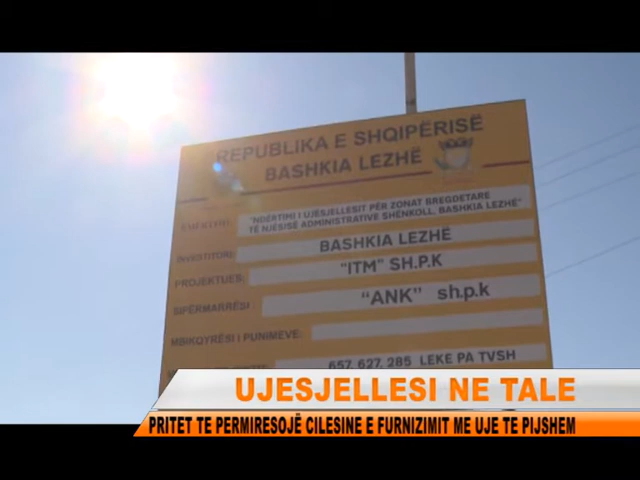 REPUBLIKA E SHQIPËRISË
BASHKIA LEZHË
"NDËRTIMI I UJËSJELLESIT PËR ZONAT BREGDETARE
TË NJËSISË ADMINISTRATIVE SHËNKOLL, BASHKIA LEZHË"
INVESTITORI:
BASHKIA LEZHË
PROJEKTUES:
"ITM" SH.P.K
SIPËRMARRËSI
"ANK" sh.p.k
MBIKQYRËSI I PUNIMEVE:
657, 627, 285 LEKE PA TVSH
UJESJELLESI NE TALE
PRITET TE PERMIRESOJË CILESINE E FURNIZIMIT ME UJE TE PIJSHEM